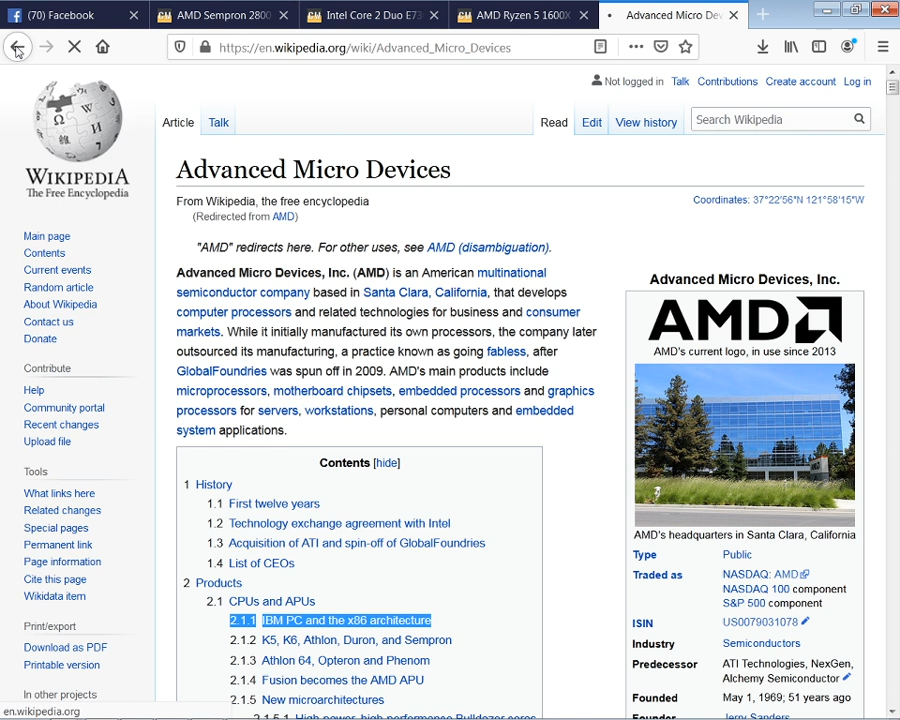 (70) Facebook
AMD Sempron 2800
Intel Core 2 Duo E73
AMD Ryzen 5 1600X
Advanced Micro Dev
https://en.wikipedia.org/wiki/Advanced_Micro_Devices
Not logged in Talk Contributions Create account Log in
Article Talk Read Edit View history Search Wikipedia
WIKIPEDIA
The Free Encyclopedia
Main page
Contents
Current events
Random article
About Wikipedia
Contact us
Donate
Contribute
Help
Community portal
Recent changes
Upload file
Tools
What links here
Related changes
Special pages
Permanent link
Page information
Cite this page
Wikidata item
Print/export
Download as PDF
Printable version
In other projects
en.wikipedia.org
Advanced Micro Devices
From Wikipedia, the free encyclopedia
(Redirected from AMD)
Coordinates: 37°22′56″N 121°58′15″W
"AMD" redirects here. For other uses, see AMD (disambiguation).
Advanced Micro Devices, Inc. (AMD) is an American multinational
semiconductor company based in Santa Clara, California, that develops
computer processors and related technologies for business and consumer
markets. While it initially manufactured its own processors, the company later
outsourced its manufacturing, a practice known as going fabless, after
GlobalFoundries was spun off in 2009. AMD's main products include
microprocessors, motherboard chipsets, embedded processors and graphics
processors for servers, workstations, personal computers and embedded
system applications.
Contents [hide]
1 History
1.1 First twelve years
1.2 Technology exchange agreement with Intel
1.3 Acquisition of ATI and spin-off of GlobalFoundries
1.4 List of CEOs
2 Products
2.1 CPUs and APUs
2.1.1 IBM PC and the x86 architecture
2.1.2 K5, K6, Athlon, Duron, and Sempron
2.1.3 Athlon 64, Opteron and Phenom
2.1.4 Fusion becomes the AMD APU
2.1.5 New microarchitectures
2.1.5.1 High-power, high-performance Bulldozer cores
Advanced Micro Devices, Inc.
AMD
AMD's current logo, in use since 2013
AMD's headquarters in Santa Clara, California
Type Public
Traded as NASDAQ: AMD
NASDAQ 100 component
S&P 500 component
ISIN US0079031078
Industry Semiconductors
Predecessor ATI Technologies, NexGen,
Alchemy Semiconductor
Founded May 1, 1969; 51 years ago
Founder Jerry Sanders